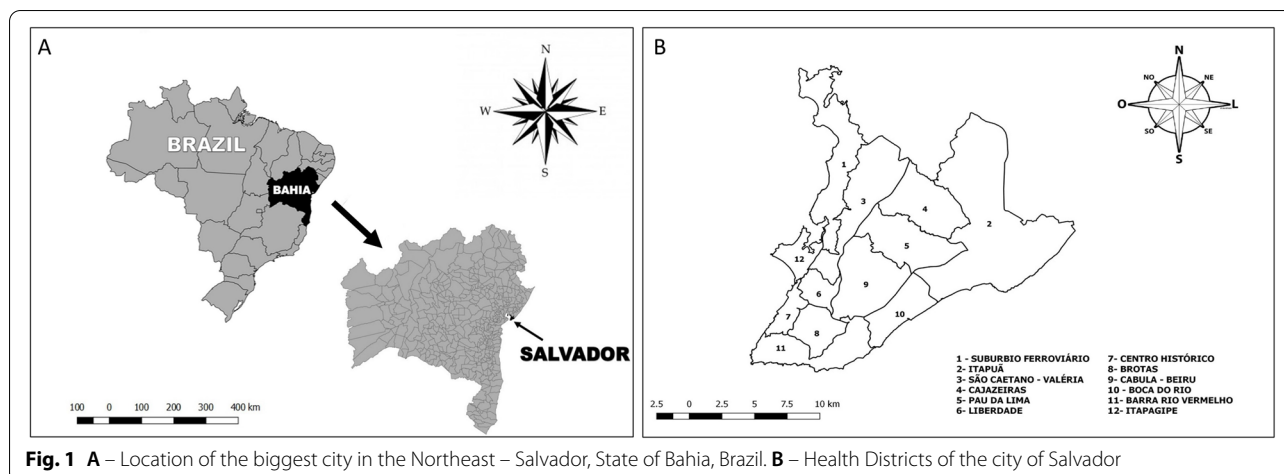 A
N
W
E
S
BRAZIL
BAHIA
SALVADOR
100 0 100 200 300 400 km
B
N
NO
NE
O
L
SO
SE
S
1
2
3
4
5
12
6
9
7
8
10
11
1 - SUBURBIO FERROVIÁRIO
2- ITAPUÃ
3- SÃO CAETANO - VALÉRIA
4- CAJAZEIRAS
5- PAU DA LIMA
6- LIBERDADE
7- CENTRO HISTÓRICO
8- BROTAS
9- CABULA - BEIRU
10 - BOCA DO RIO
11- BARRA RIO VERMELHO
12- ITAPAGIPE
2.5 0 2.5 5 7.5 10 km
Fig. 1 A – Location of the biggest city in the Northeast – Salvador, State of Bahia, Brazil. B – Health Districts of the city of Salvador